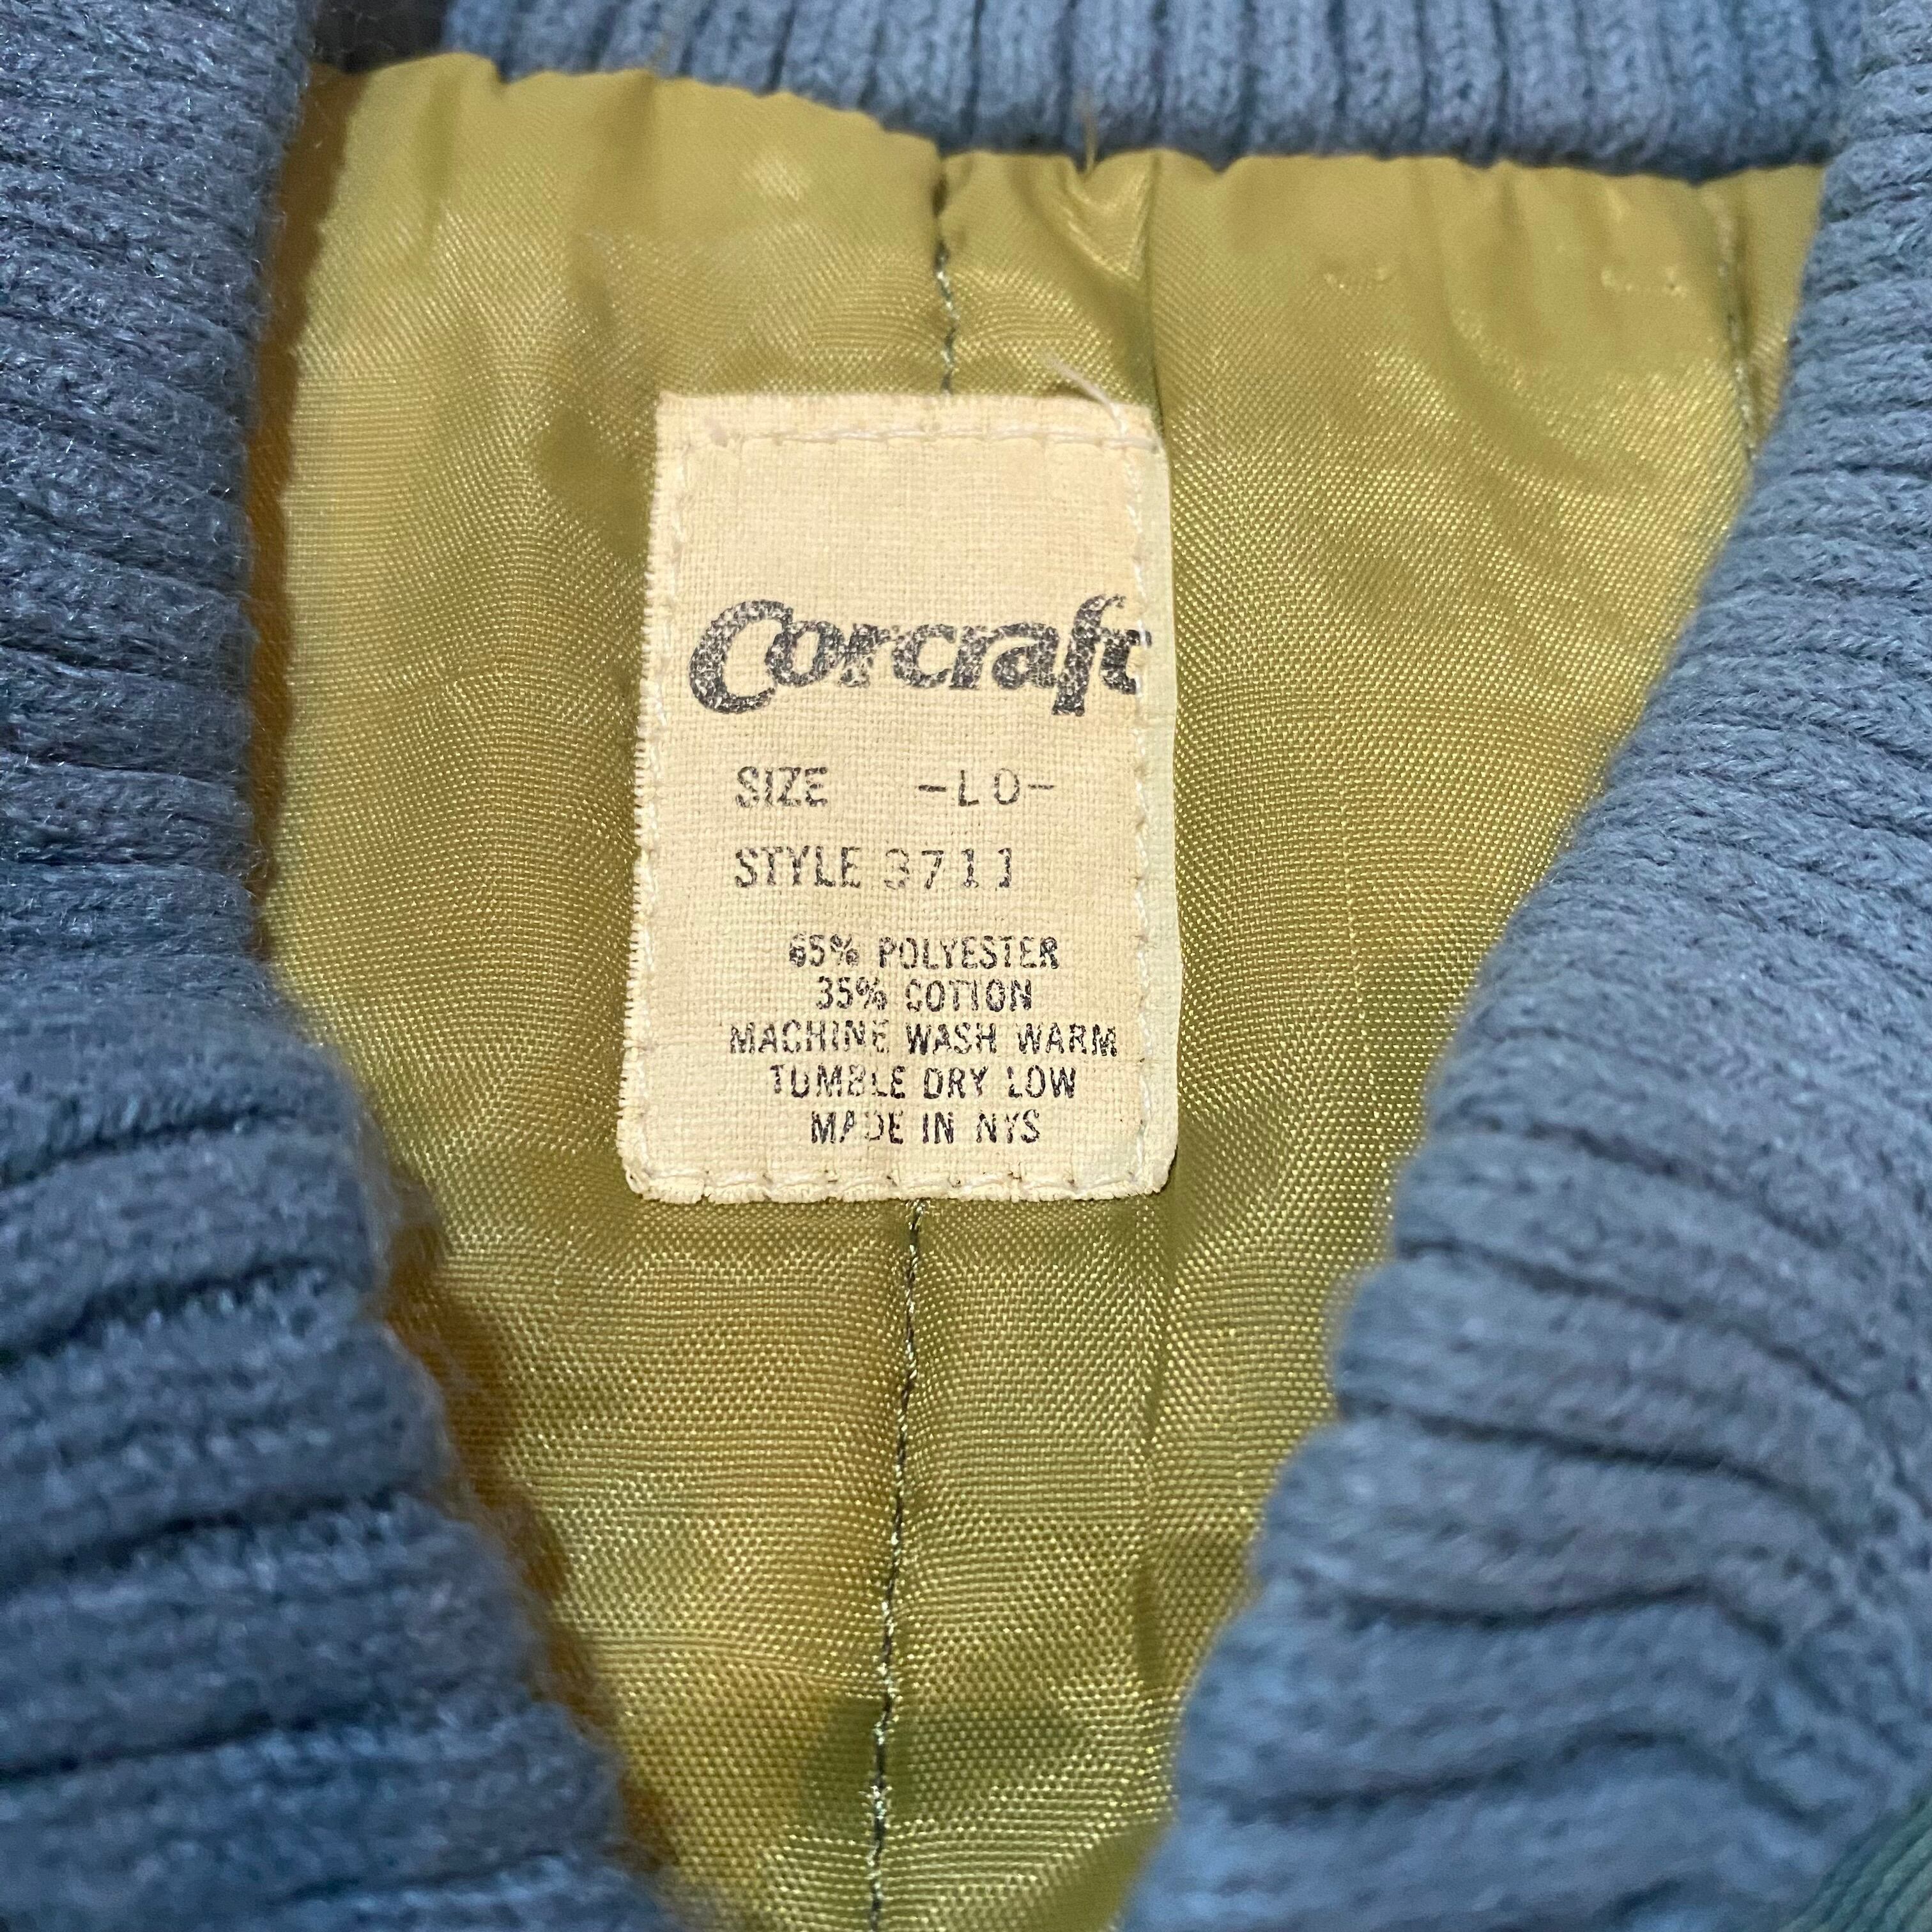 Corcraft
SIZE -LO-
STYLE 3711
65% POLYESTER
35% COTTON
MACHINE WASH WARM
TUMBLE DRY LOW
MADE IN NYS